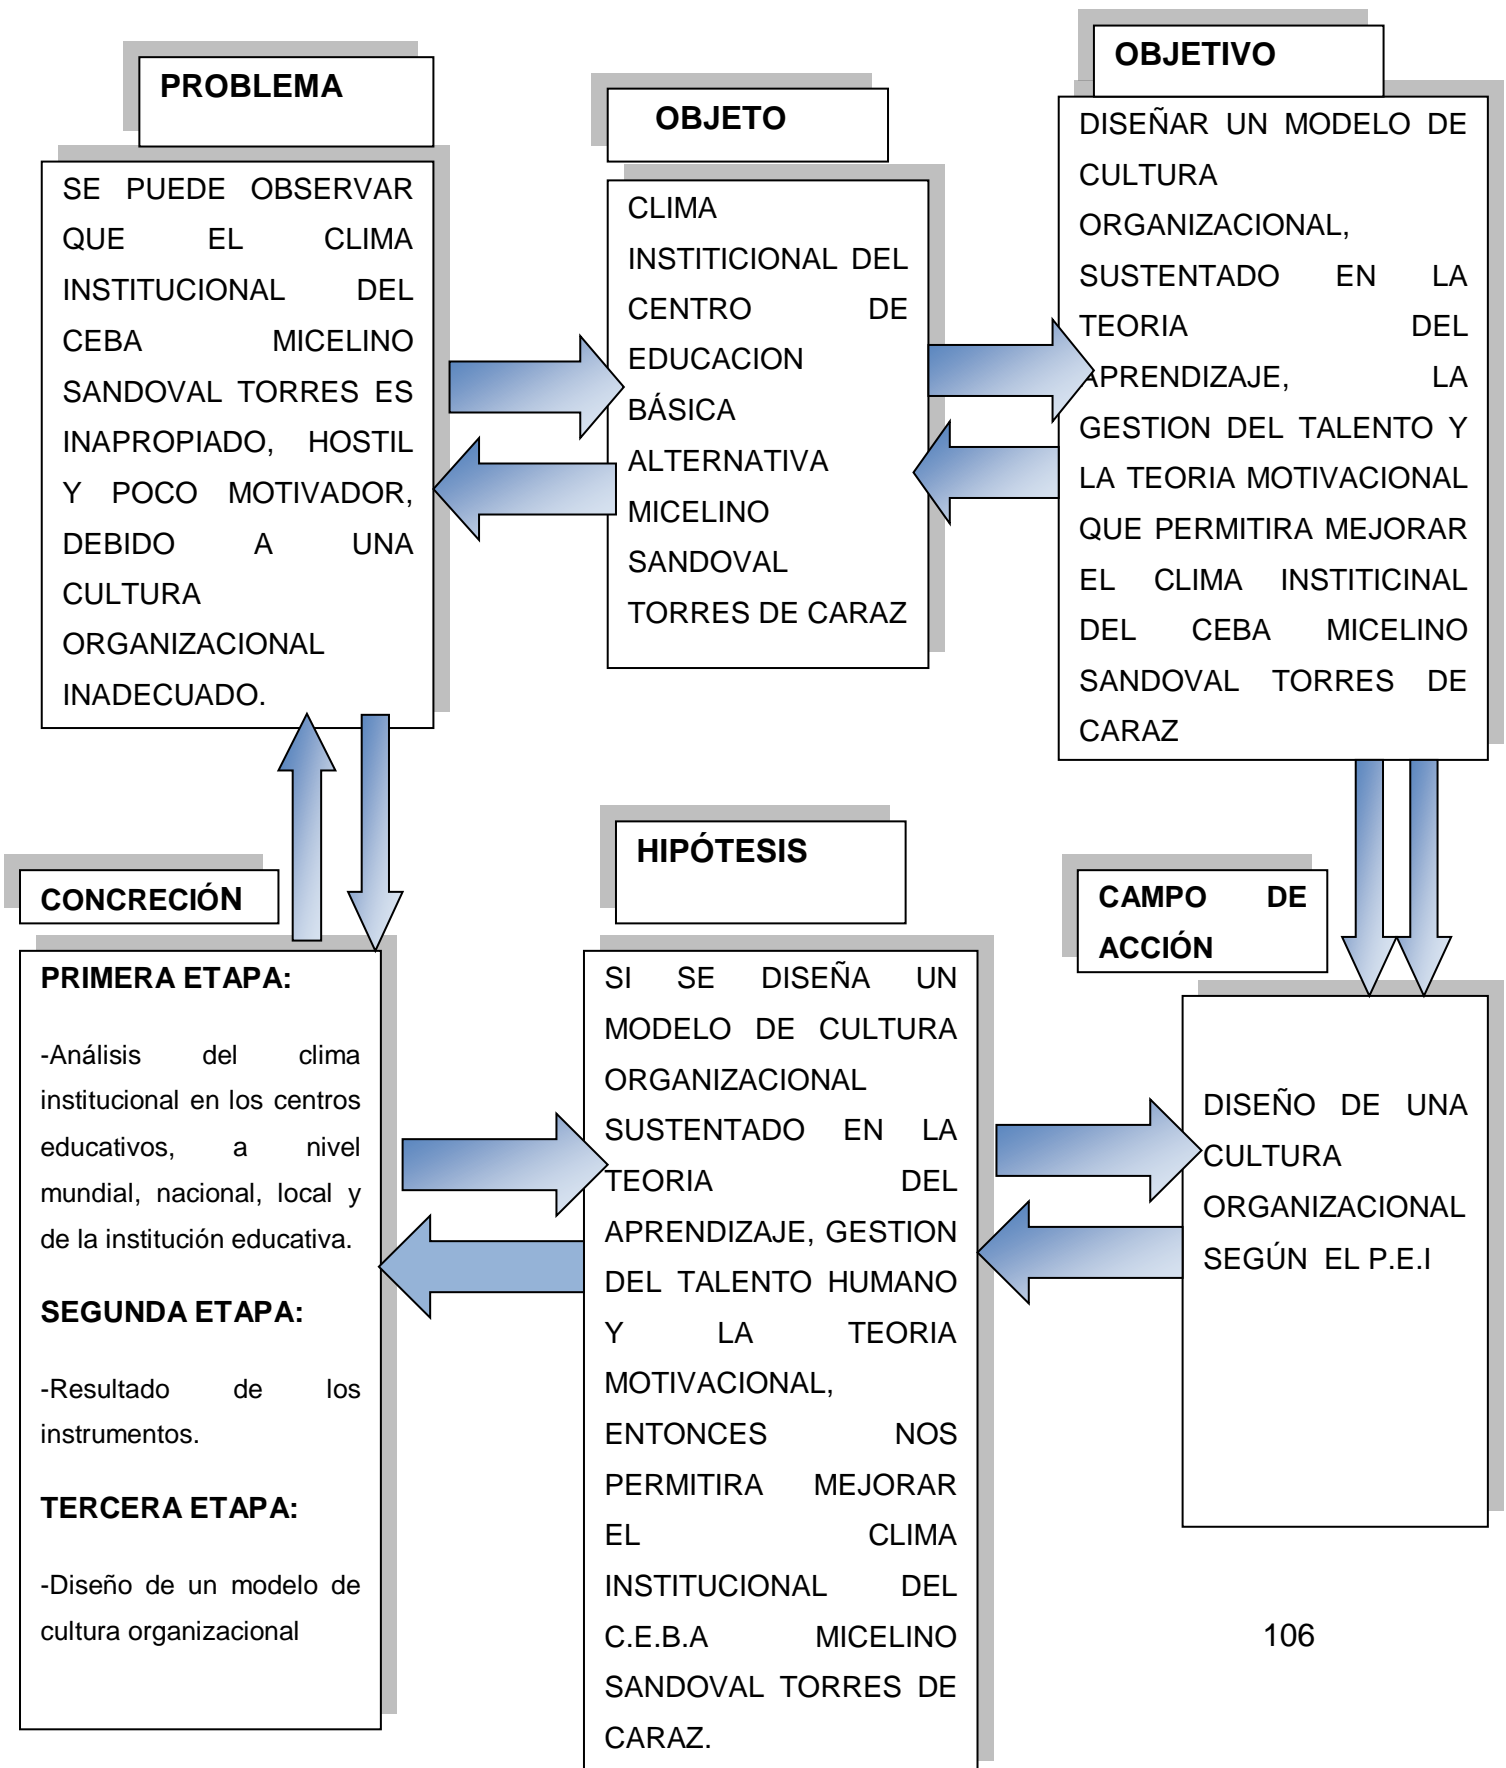 PROBLEMA
SE PUEDE OBSERVAR
QUE EL CLIMA
INSTITUCIONAL DEL
CEBA MICELINO
SANDOVAL TORRES ES
INAPROPIADO, HOSTIL
Y POCO MOTIVADOR,
DEBIDO A UNA
CULTURA
ORGANIZACIONAL
INADECUADO.
OBJETO
CLIMA
INSTITICIONAL DEL
CENTRO DE
EDUCACION
BÁSICA
ALTERNATIVA
MICELINO
SANDOVAL
TORRES DE CARAZ
OBJETIVO
DISEÑAR UN MODELO DE
CULTURA
ORGANIZACIONAL,
SUSTENTADO EN LA
TEORIA DEL
APRENDIZAJE, LA
GESTION DEL TALENTO Y
LA TEORIA MOTIVACIONAL
QUE PERMITIRA MEJORAR
EL CLIMA INSTITICINAL
DEL CEBA MICELINO
SANDOVAL TORRES DE
CARAZ
CONCRECIÓN
PRIMERA ETAPA:
-Análisis del clima
institucional en los centros
educativos, a nivel
mundial, nacional, local y
de la institución educativa.
SEGUNDA ETAPA:
-Resultado de los
instrumentos.
TERCERA ETAPA:
-Diseño de un modelo de
cultura organizacional
HIPÓTESIS
SI SE DISEÑA UN
MODELO DE CULTURA
ORGANIZACIONAL
SUSTENTADO EN LA
TEORIA DEL
APRENDIZAJE, GESTION
DEL TALENTO HUMANO
Y LA TEORIA
MOTIVACIONAL,
ENTONCES NOS
PERMITIRA MEJORAR
EL CLIMA
INSTITUCIONAL DEL
C.E.B.A MICELINO
SANDOVAL TORRES DE
CARAZ.
CAMPO DE
ACCIÓN
DISEÑO DE UNA
CULTURA
ORGANIZACIONAL
SEGÚN EL P.E.I
106